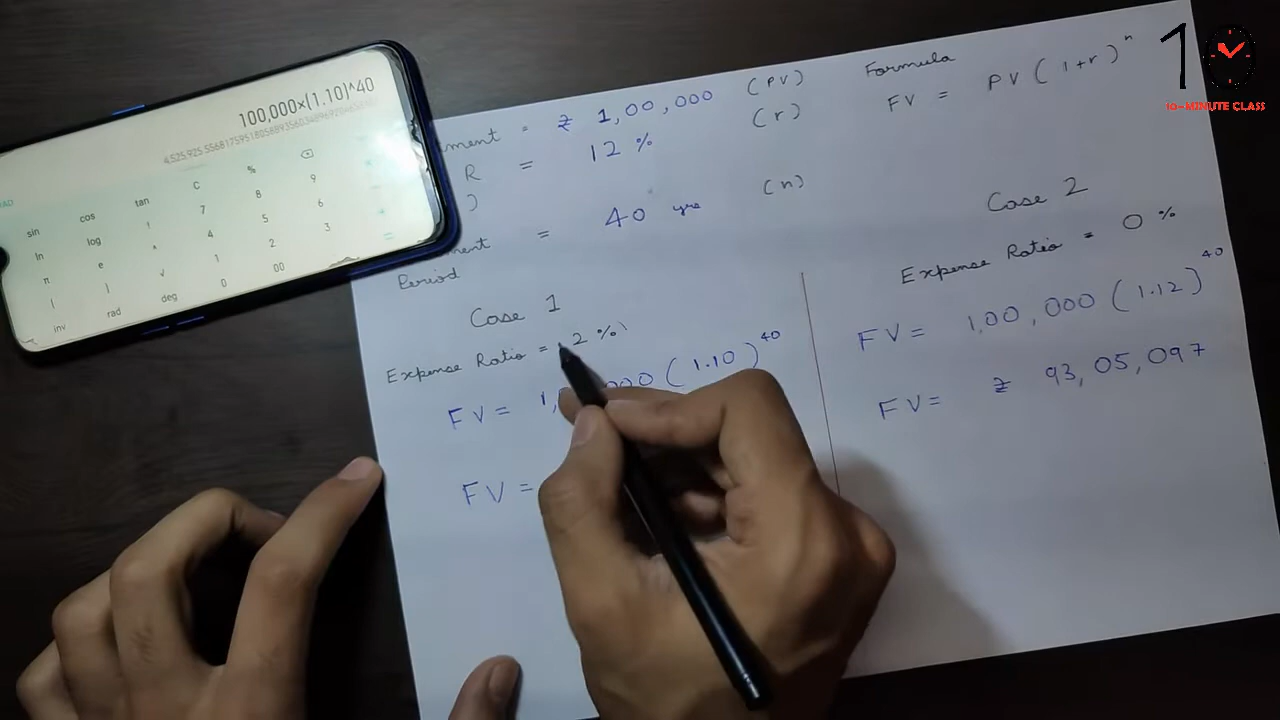 10
10-MINUTE CLASS
100,000×(1.10)^40
sin cos tan C %
ln log ! 7 8 9
π e ^ 4 5 6
√ 1 2 3
inv rad deg 0 00
ment = ₹ 1,00,000 (PV)
R = 12 % (r)
)
ment = 40 yrs (n)
Period
Formula
FV = PV (1+r)^n
Case 1
Expense Ratio = 2 %
FV = 1, 000 (1.10)^40
FV =
Case 2
Expense Ratio = 0 %
FV = 1,00,000 (1.12)^40
FV = ₹ 93,05,097